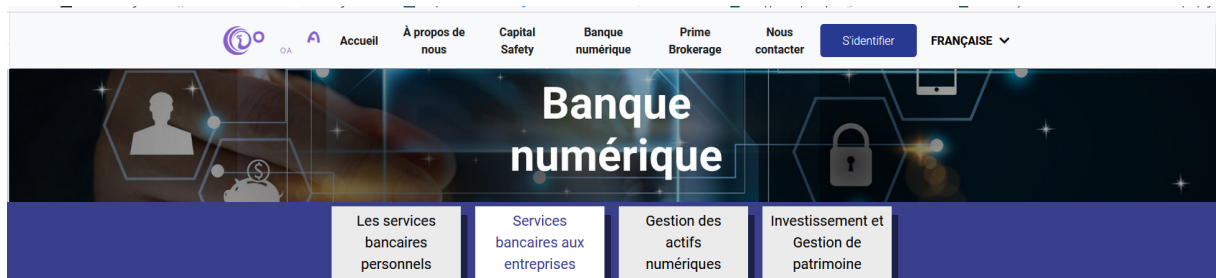 OA
A
Accueil
À propos de
nous
Capital
Safety
Banque
numérique
Prime
Brokerage
Nous
contacter
S'identifier
FRANÇAISE
Banque
numérique
Les services
bancaires
personnels
Services
bancaires aux
entreprises
Gestion des
actifs
numériques
Investissement et
Gestion de
patrimoine